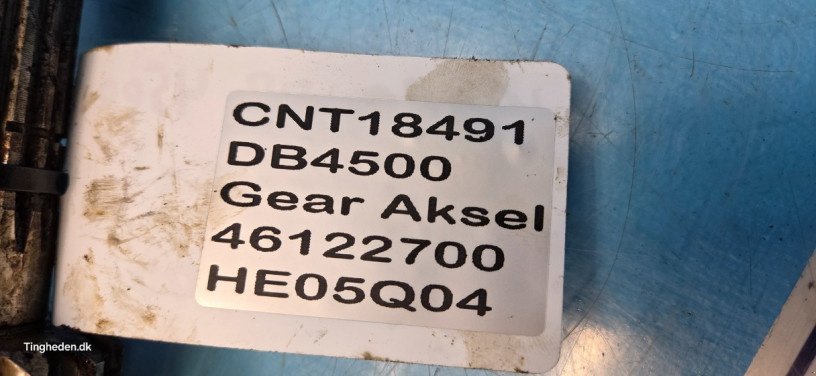 CNT18491
DB4500
Gear Aksel
46122700
HE05Q04
Tingheden.dk